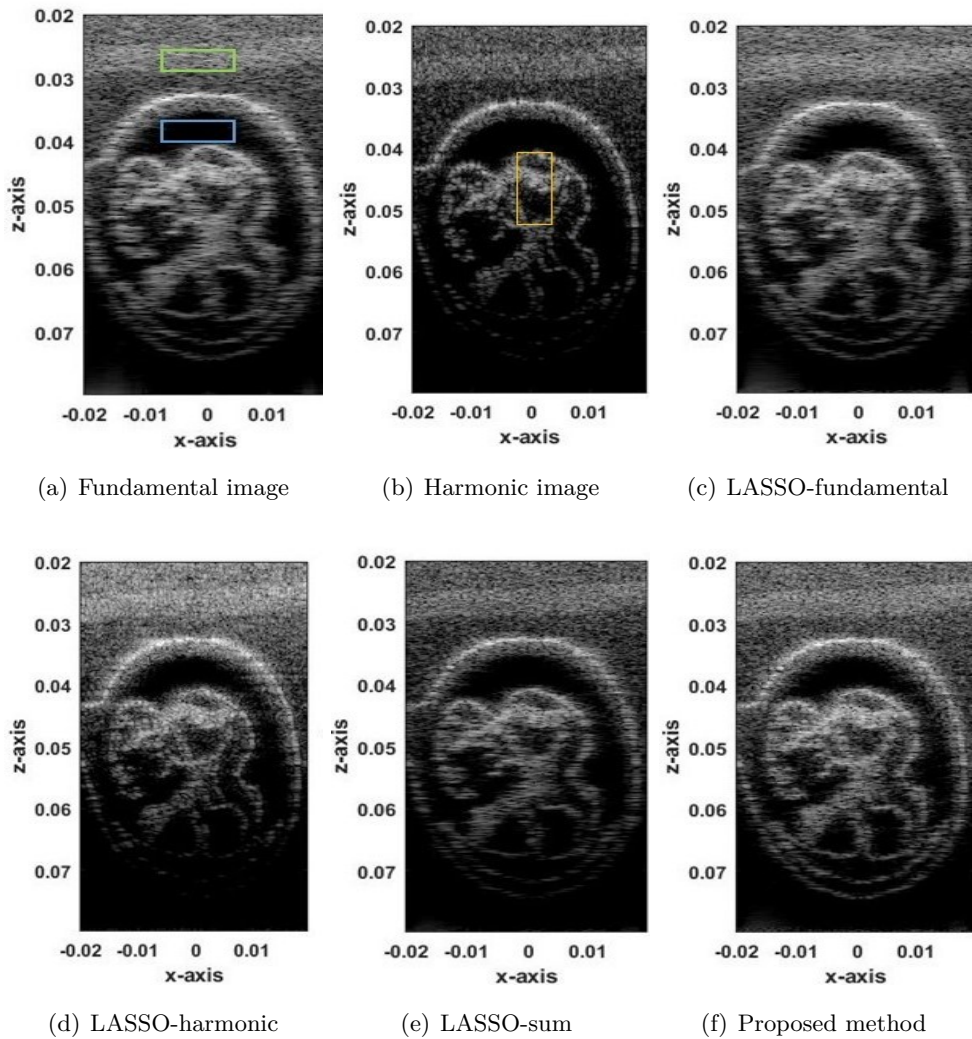 0.02
0.03
0.04
0.05
0.06
0.07
z-axis
-0.02 -0.01 0 0.01
x-axis
(a) Fundamental image
0.02
0.03
0.04
0.05
0.06
0.07
z-axis
-0.02 -0.01 0 0.01
x-axis
(b) Harmonic image
0.02
0.03
0.04
0.05
0.06
0.07
z-axis
-0.02 -0.01 0 0.01
x-axis
(c) LASSO-fundamental
0.02
0.03
0.04
0.05
0.06
0.07
z-axis
-0.02 -0.01 0 0.01
x-axis
(d) LASSO-harmonic
0.02
0.03
0.04
0.05
0.06
0.07
z-axis
-0.02 -0.01 0 0.01
x-axis
(e) LASSO-sum
0.02
0.03
0.04
0.05
0.06
0.07
z-axis
-0.02 -0.01 0 0.01
x-axis
(f) Proposed method